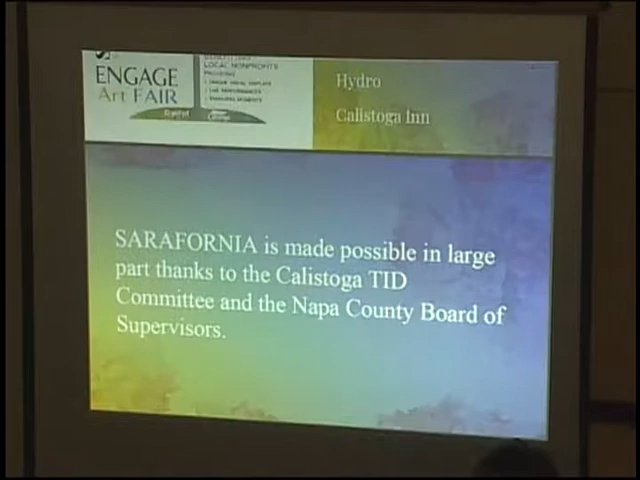 ENGAGE
Art FAIR
LOCAL NONPROFITS
Hydro
Calistoga Inn
SARAFORNIA is made possible in large
part thanks to the Calistoga TID
Committee and the Napa County Board of
Supervisors.